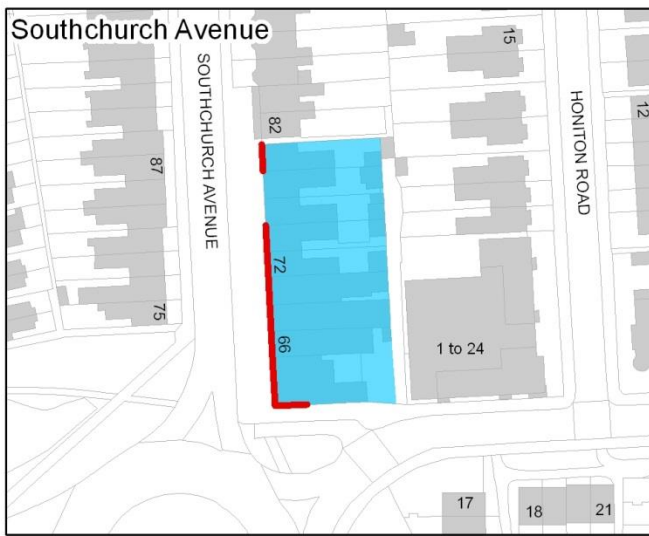 Southchurch Avenue
15
SOUTHCHURCH AVENUE
HONITON ROAD
12
82
87
72
75
66
1 to 24
17
18
21